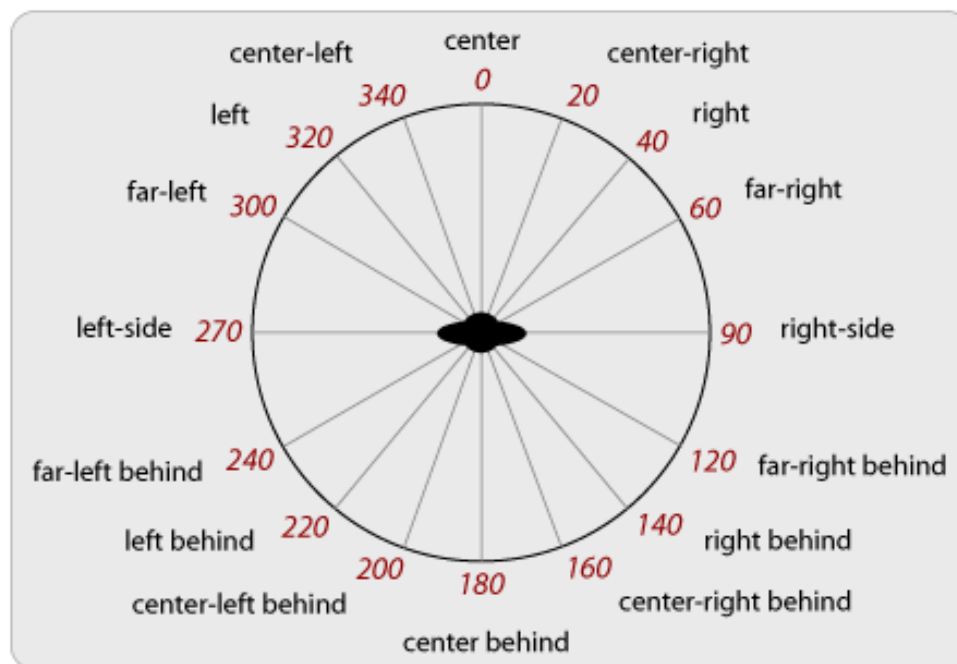 center
center-left
center-right
0
340
20
left
right
320
40
far-left
far-right
300
60
left-side
270
90
right-side
far-left behind
240
120
far-right behind
left behind
220
140
right behind
200
160
center-left behind
180
center-right behind
center behind